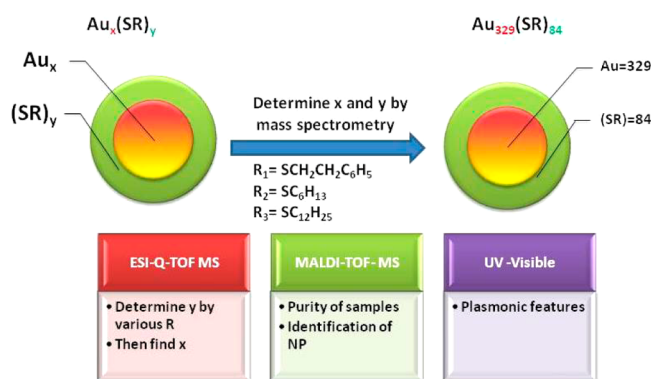 Auₓ(SR)ᵧ
Au₃₂₉(SR)₈₄
Auₓ
(SR)ᵧ
Determine x and y by
mass spectrometry
R₁= SCH₂CH₂C₆H₅
R₂= SC₆H₁₃
R₃= SC₁₂H₂₅
Au=329
(SR)=84
ESI-Q-TOF MS
• Determine y by
various R
• Then find x
MALDI-TOF- MS
• Purity of samples
• Identification of
NP
UV -Visible
• Plasmonic features